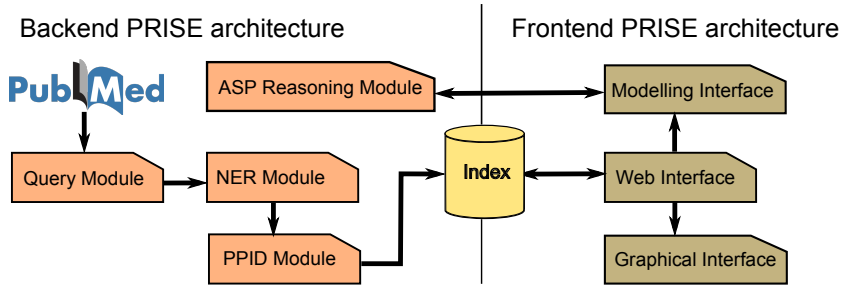 Backend PRISE architecture
Frontend PRISE architecture
PubMed
ASP Reasoning Module
Modelling Interface
Query Module
NER Module
Index
Web Interface
PPID Module
Graphical Interface